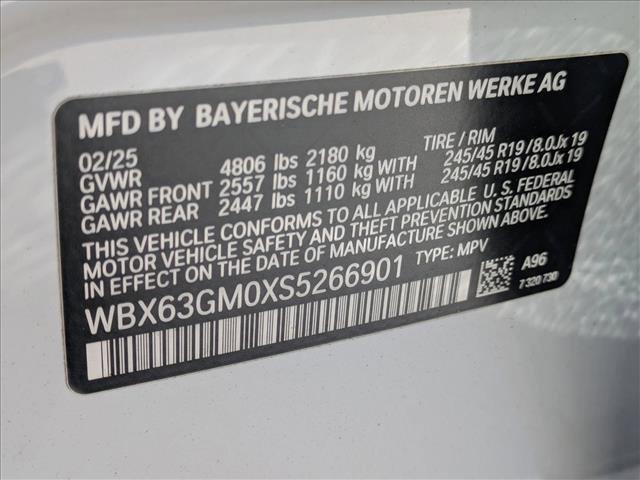 MFD BY BAYERISCHE MOTOREN WERKE AG
02/25 TIRE / RIM
GVWR 4806 lbs 2180 kg
GAWR FRONT 2557 lbs 1160 kg WITH 245/45 R19/8.0Jx19
GAWR REAR 2447 lbs 1110 kg WITH 245/45 R19/8.0Jx19
THIS VEHICLE CONFORMS TO ALL APPLICABLE U.S. FEDERAL
MOTOR VEHICLE SAFETY AND THEFT PREVENTION STANDARDS
IN EFFECT ON THE DATE OF MANUFACTURE SHOWN ABOVE.
WBX63GM0XS5266901 TYPE: MPV
A96
7 320 730